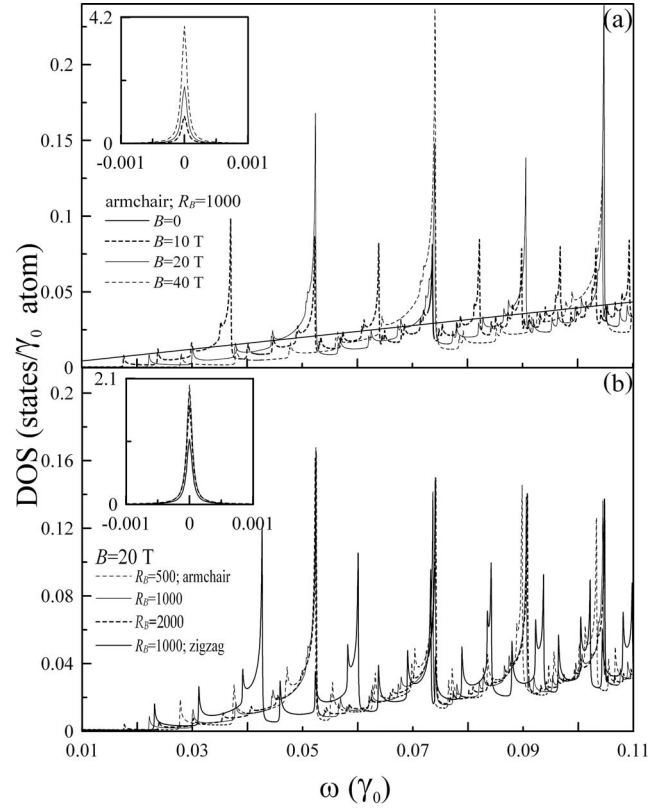 (a)
4.2
0
-0.001 0 0.001
armchair; R_B=1000
B=0
B=10 T
B=20 T
B=40 T
0.2
0.15
0.1
0.05
0
DOS (states/γ₀ atom)
(b)
2.1
0
-0.001 0 0.001
B=20 T
R_B=500; armchair
R_B=1000
R_B=2000
R_B=1000; zigzag
0.2
0.16
0.12
0.08
0.04
0
0.01 0.03 0.05 0.07 0.09 0.11
ω (γ₀)